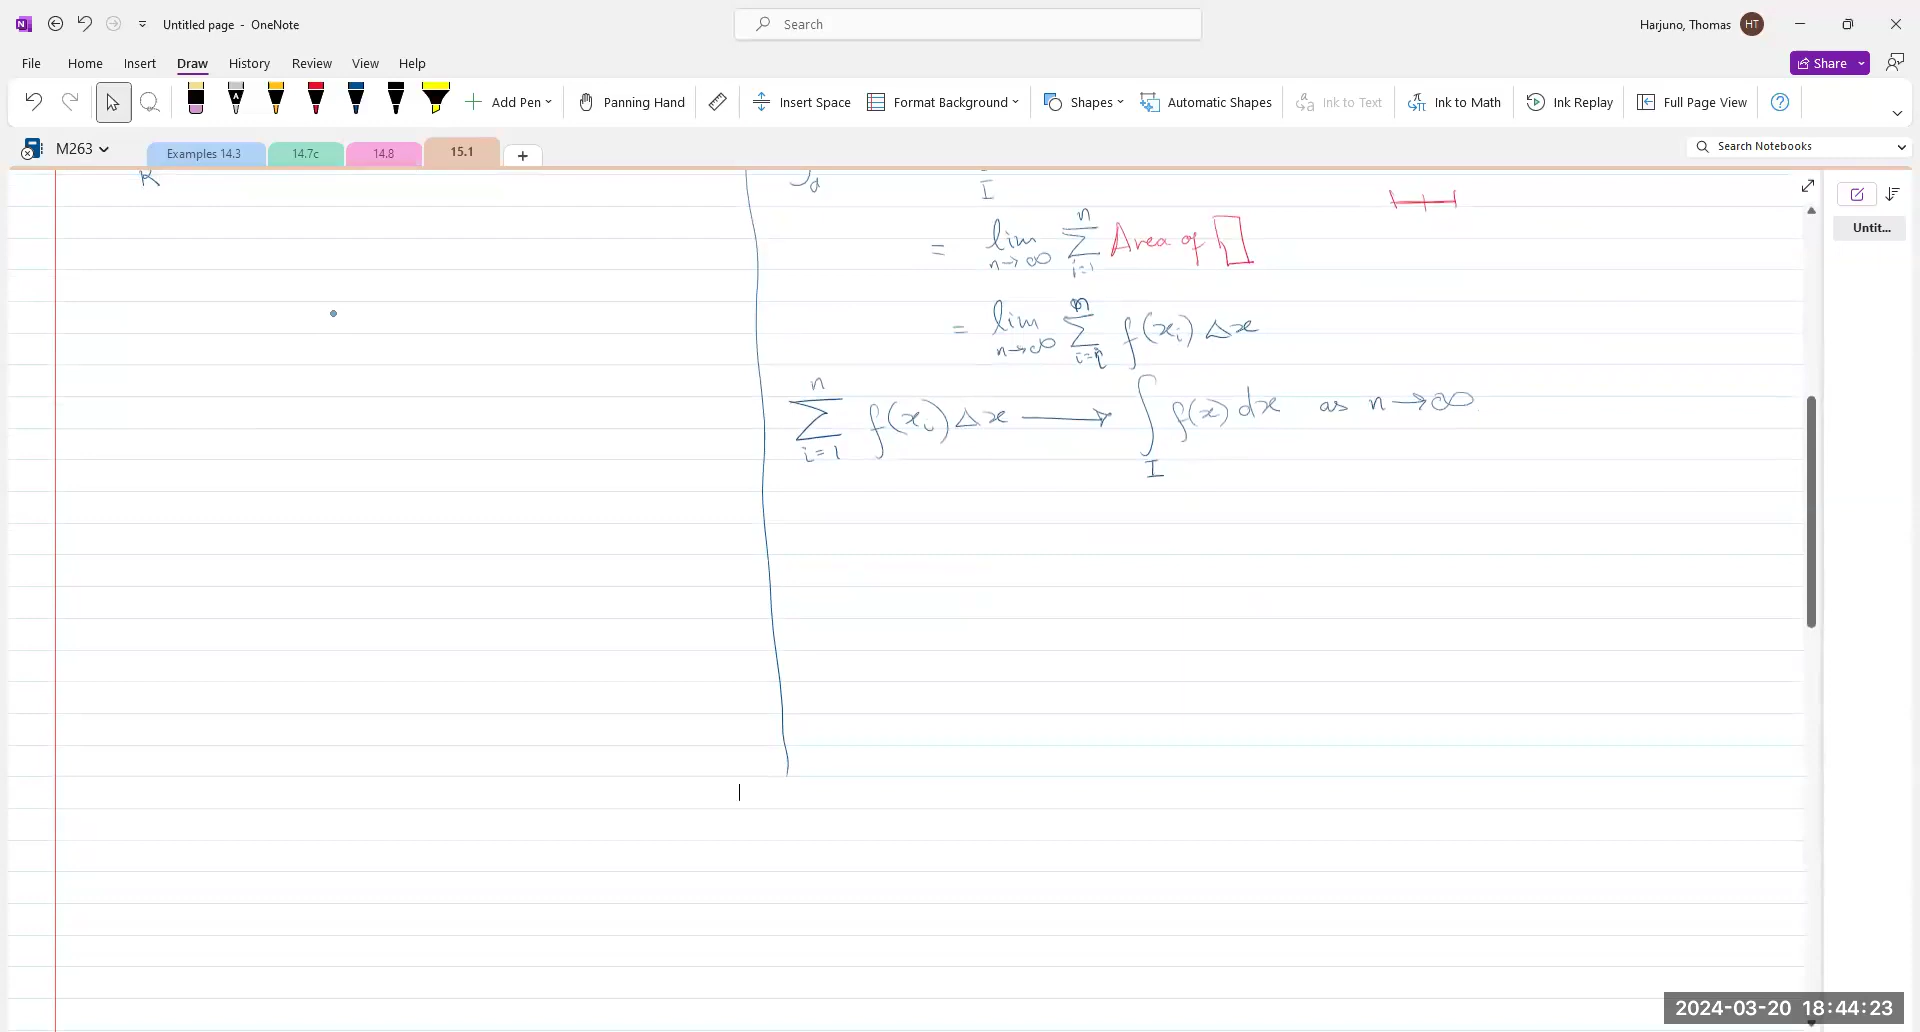 Untitled page - OneNote
Search
Harjuno, Thomas HT
File Home Insert Draw History Review View Help
Share
Add Pen Panning Hand Insert Space Format Background Shapes Automatic Shapes Ink to Text Ink to Math Ink Replay Full Page View
M263 Examples 14.3 14.7c 14.8 15.1 +
Search Notebooks
Untit...
R
I
= lim n→∞ ∑ i=1 n Area of
= lim n→∞ ∑ f(xᵢ) Δx
∑ i=1 n f(xᵢ) Δx → ∫ I f(x) dx as n → ∞
2024-03-20 18:44:23